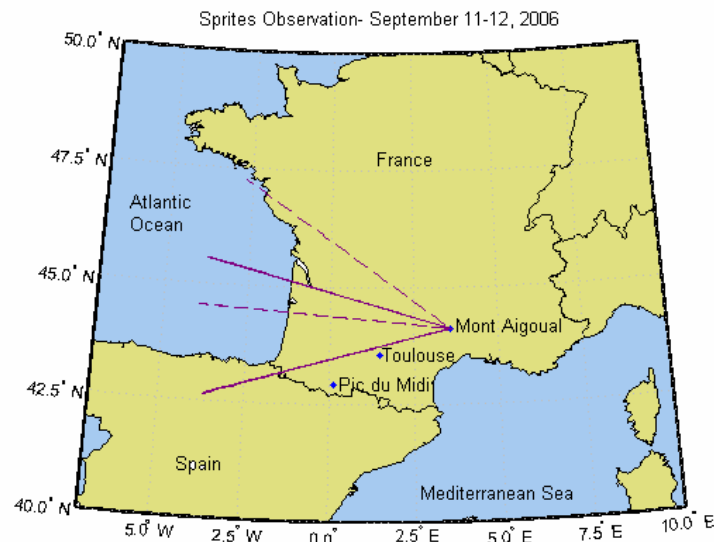 Sprites Observation- September 11-12, 2006
50.0° N
47.5° N
France
Atlantic
Ocean
45.0° N
Mont Aigoual
Toulouse
42.5° N
Pic du Midi
Spain
Mediterranean Sea
40.0° N
5.0° W
2.5° W
0.0°
2.5° E
5.0° E
7.5° E
10.0° E